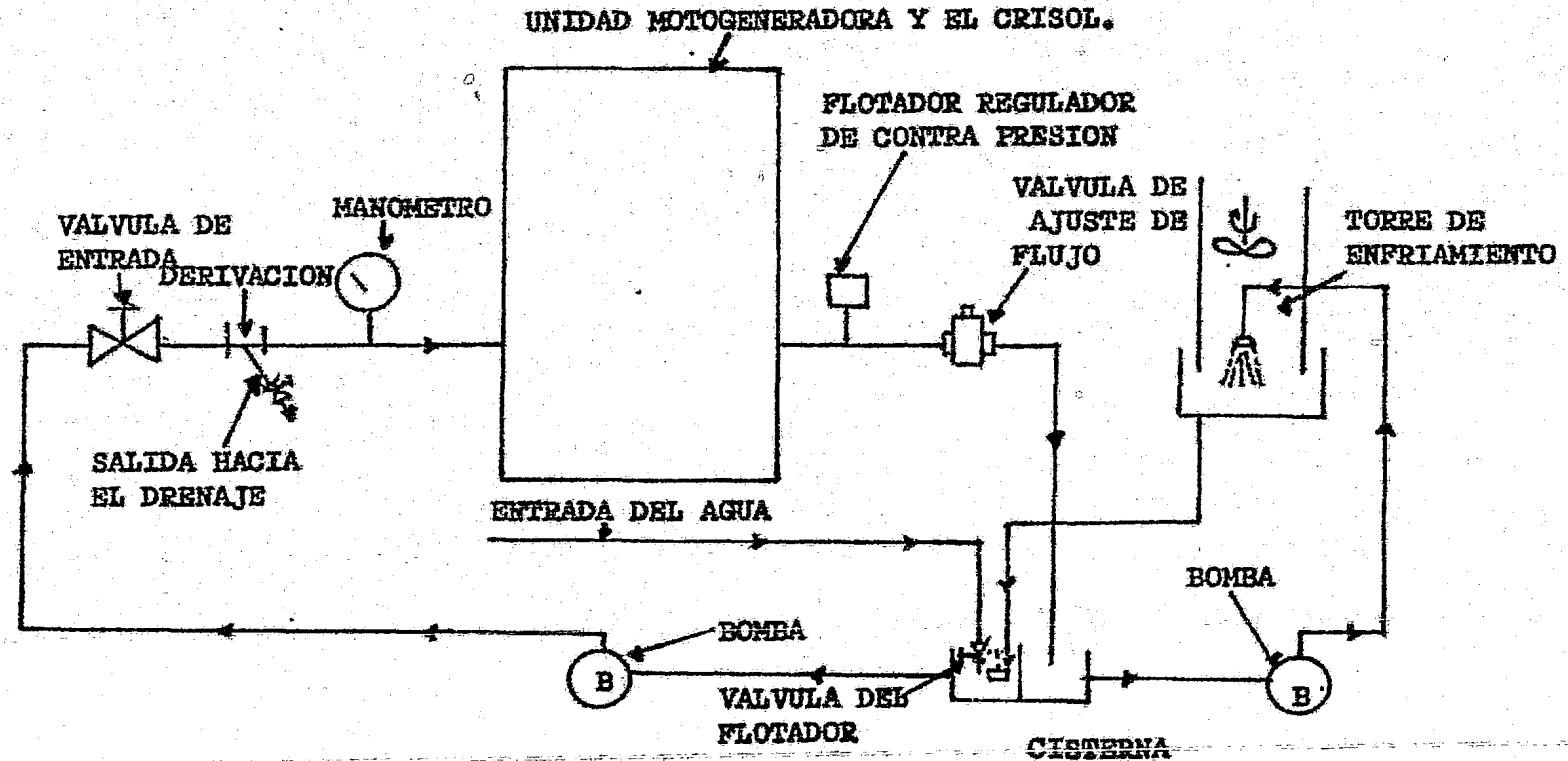 UNIDAD MOTOGENERADORA Y EL CRISOL.
FLOTADOR REGULADOR
DE CONTRA PRESION
VALVULA DE
AJUSTE DE
FLUJO
TORRE DE
ENFRIAMIENTO
MANOMETRO
VALVULA DE
ENTRADA
DERIVACION
SALIDA HACIA
EL DRENAJE
ENTRADA DEL AGUA
BOMBA
BOMBA
B
B
VALVULA DEL
FLOTADOR
CISTERNA